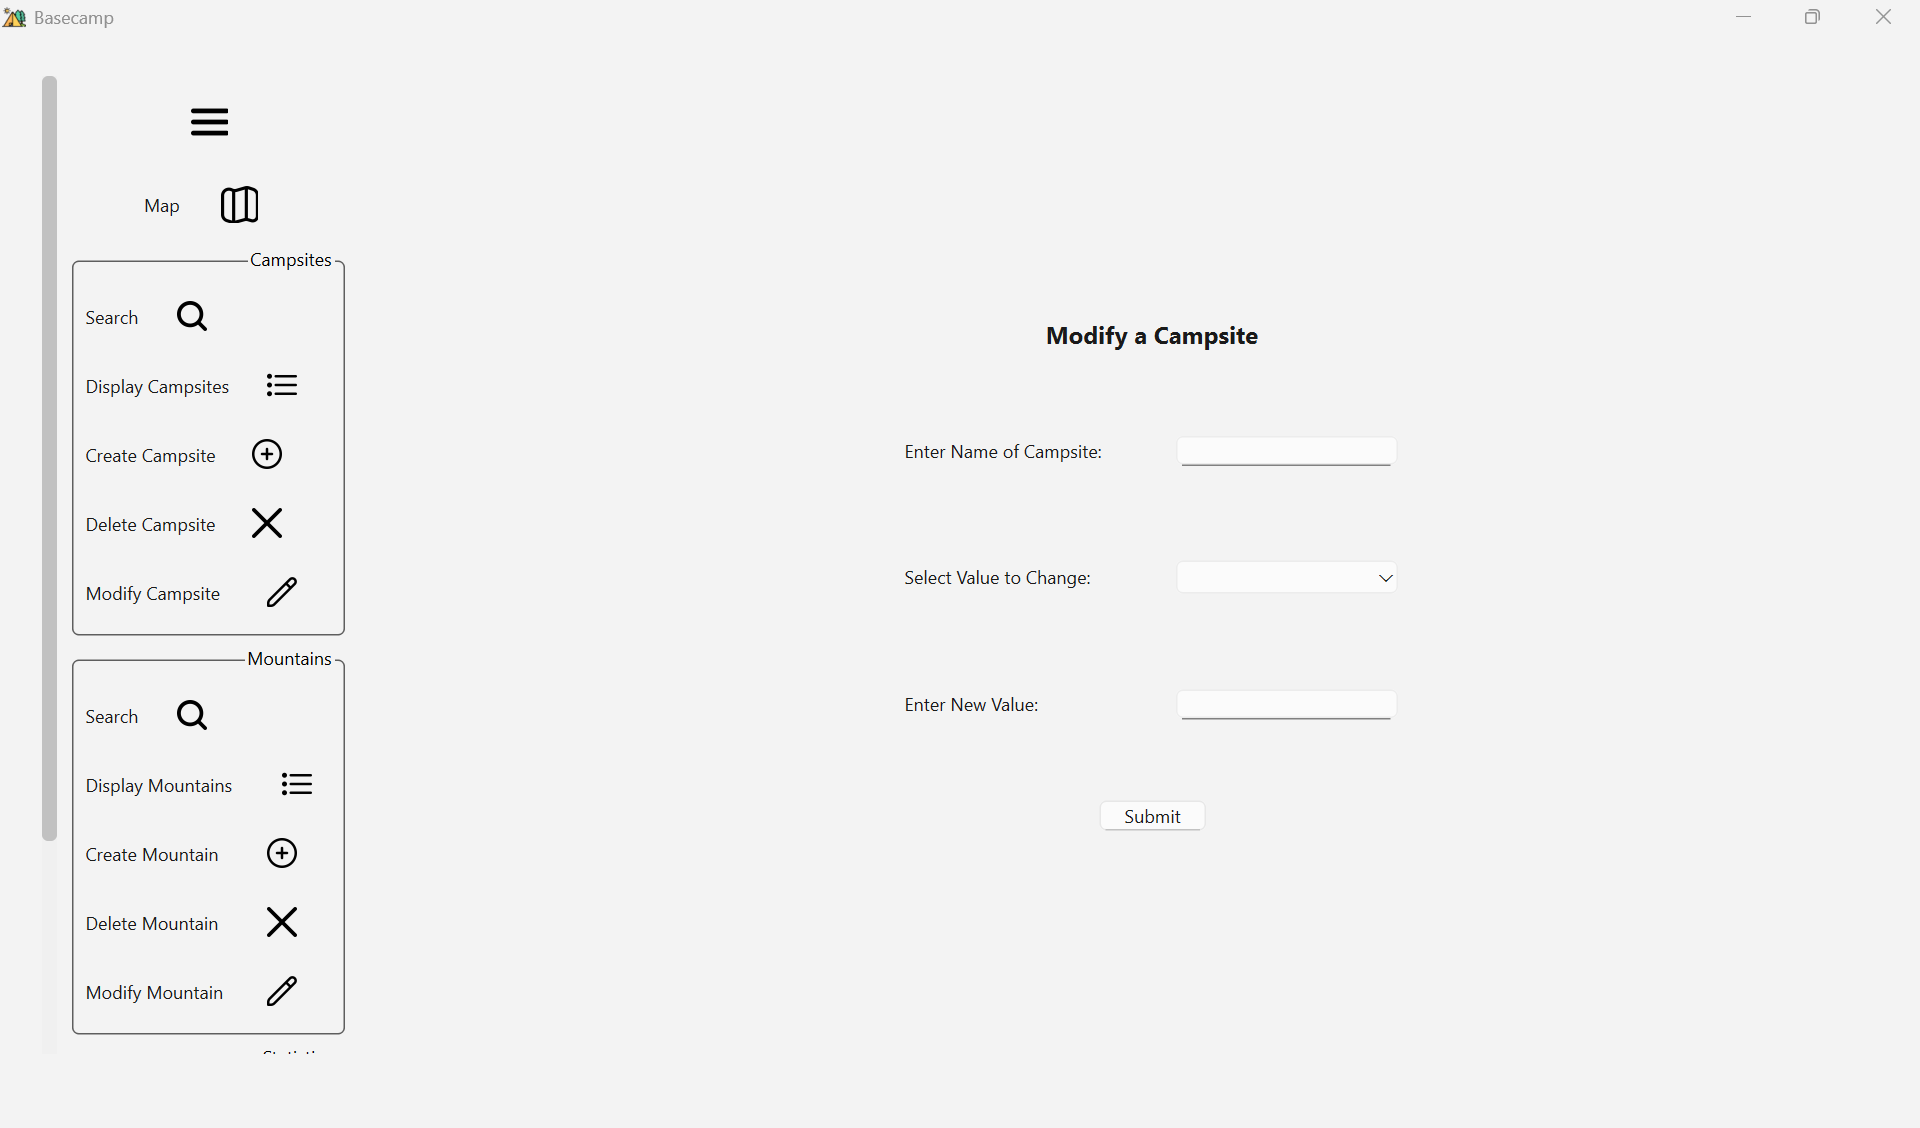 Basecamp
Map
Campsites
Search
Display Campsites
Create Campsite
Delete Campsite
Modify Campsite
Mountains
Search
Display Mountains
Create Mountain
Delete Mountain
Modify Mountain
Modify a Campsite
Enter Name of Campsite:
Select Value to Change:
Enter New Value:
Submit